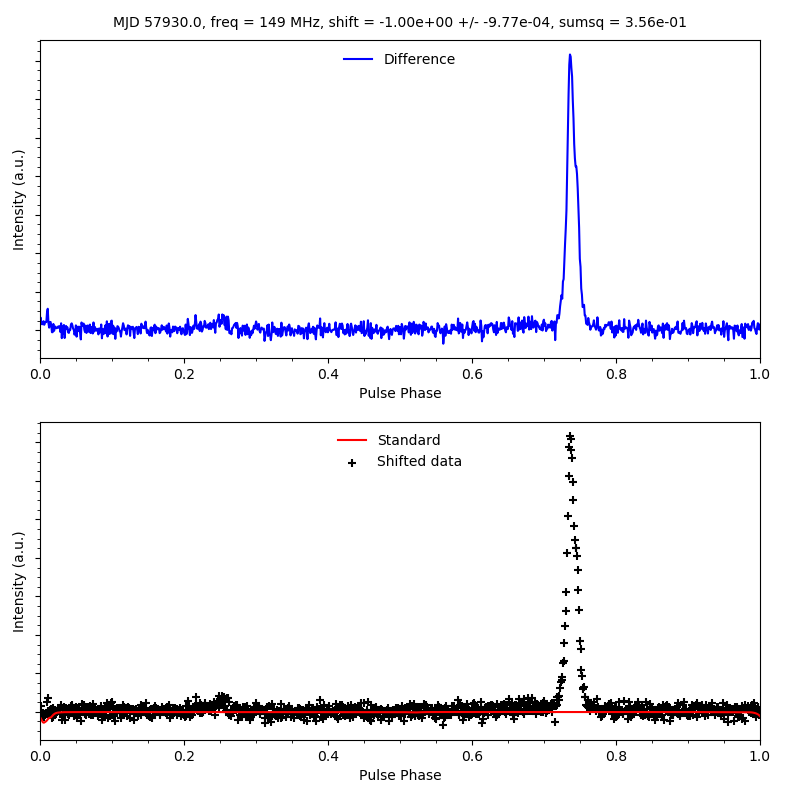 MJD 57930.0, freq = 149 MHz, shift = -1.00e+00 +/- -9.77e-04, sumsq = 3.56e-01
Difference
Intensity (a.u.)
0.0 0.2 0.4 0.6 0.8 1.0
Pulse Phase
Standard
Shifted data
Intensity (a.u.)
0.0 0.2 0.4 0.6 0.8 1.0
Pulse Phase